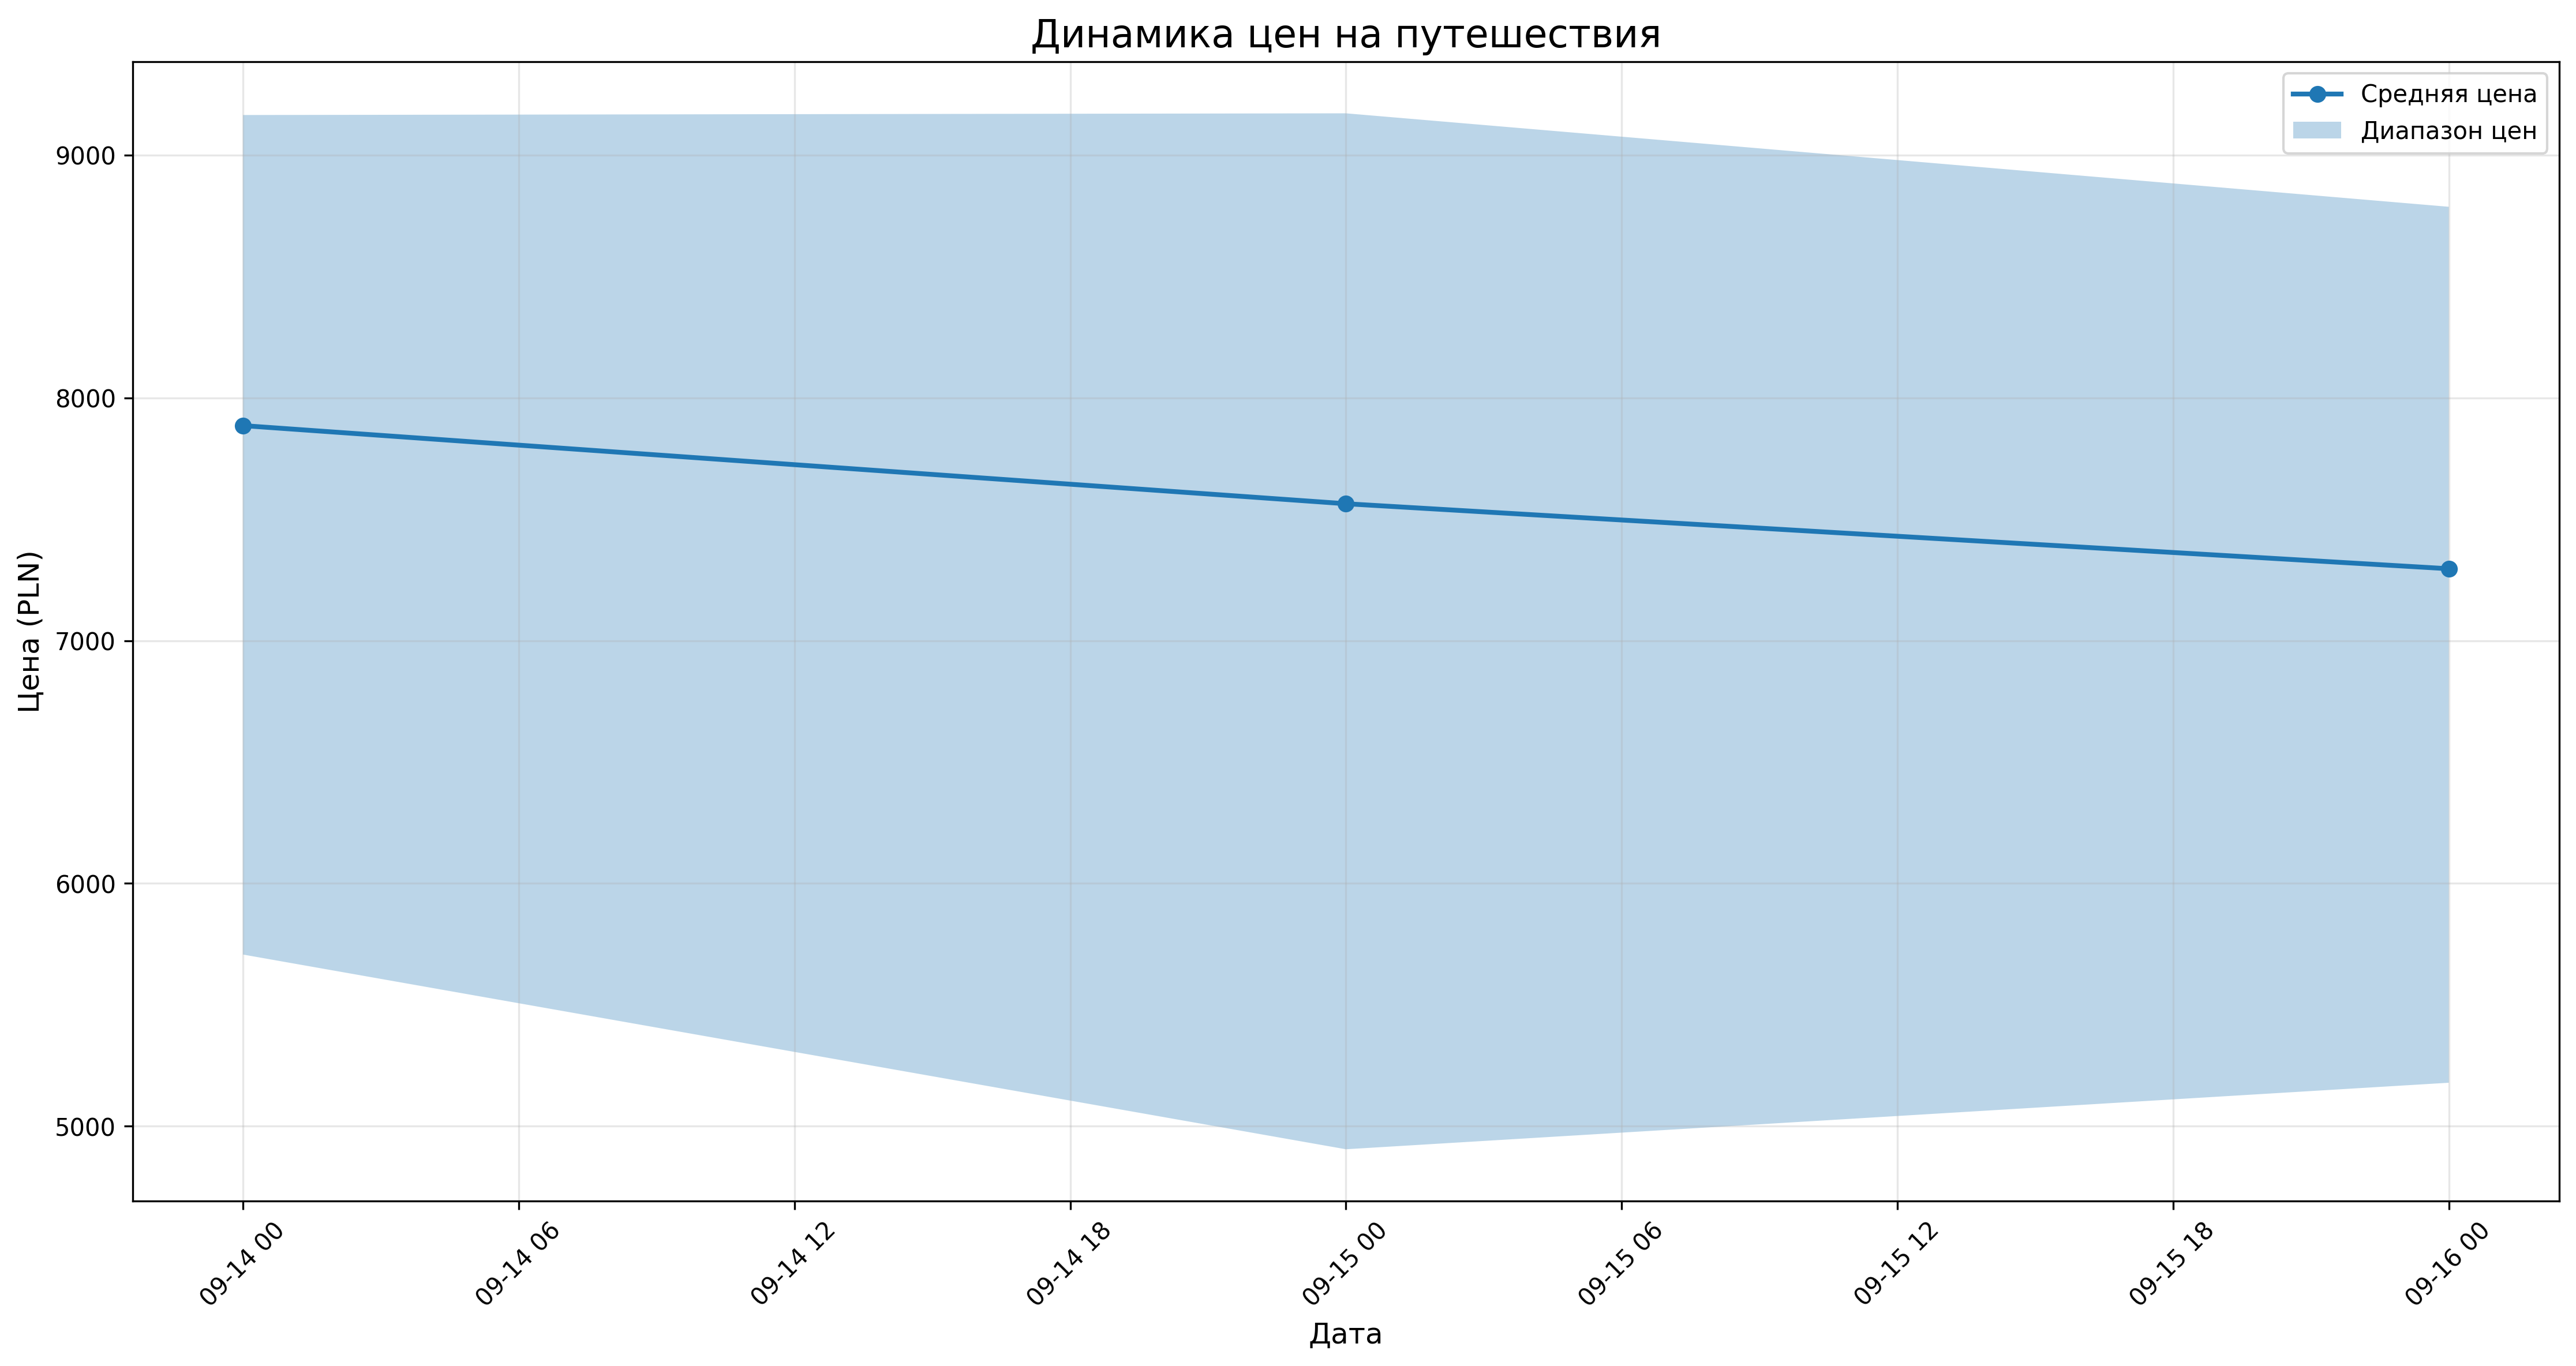 Динамика цен на путешествия
Средняя цена
Диапазон цен
Цена (PLN)
9000
8000
7000
6000
5000
09-14 00
09-14 06
09-14 12
09-14 18
09-15 00
09-15 06
09-15 12
09-15 18
09-16 00
Дата